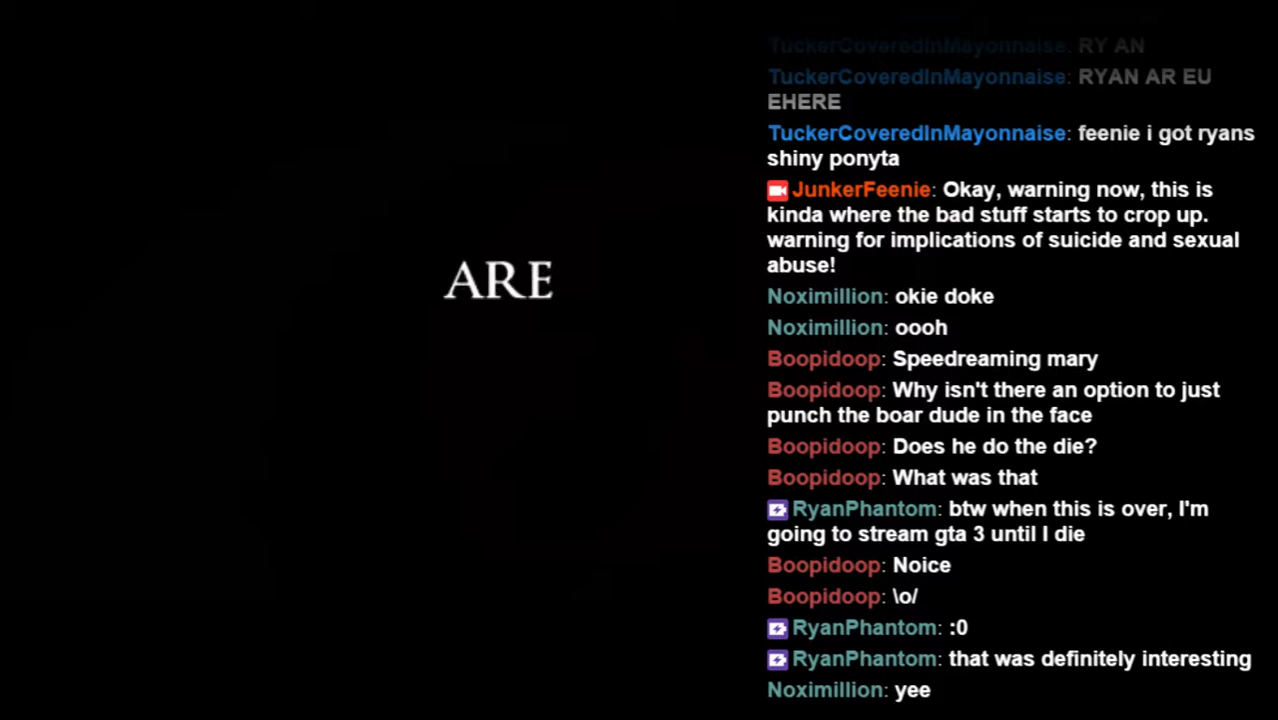 ARE
TuckerCoveredInMayonnaise: RY AN
TuckerCoveredInMayonnaise: RYAN AR EU
EHERE
TuckerCoveredInMayonnaise: feenie i got ryans
shiny ponyta
JunkerFeenie: Okay, warning now, this is
kinda where the bad stuff starts to crop up.
warning for implications of suicide and sexual
abuse!
Noximillion: okie doke
Noximillion: oooh
Boopidoop: Speedreaming mary
Boopidoop: Why isn't there an option to just
punch the boar dude in the face
Boopidoop: Does he do the die?
Boopidoop: What was that
RyanPhantom: btw when this is over, I'm
going to stream gta 3 until I die
Boopidoop: Noice
Boopidoop: \o/
RyanPhantom: :0
RyanPhantom: that was definitely interesting
Noximillion: yee